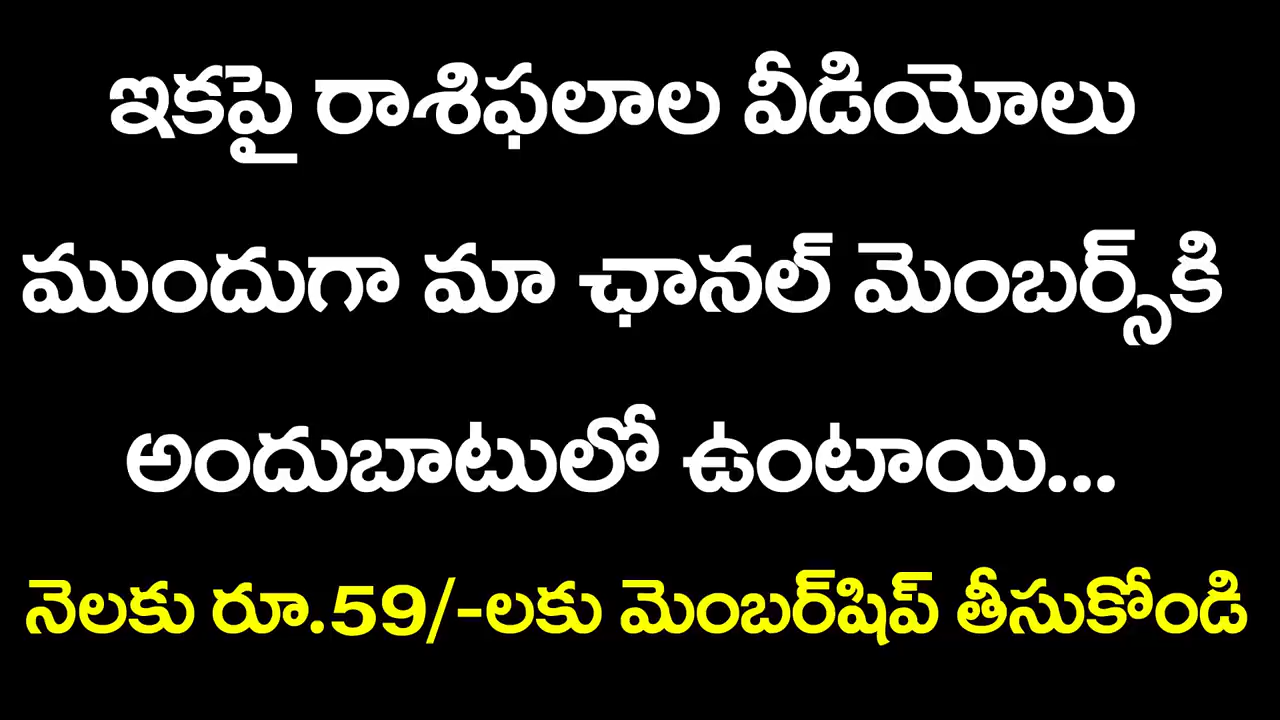 ఇకపై రాశిఫలాల వీడియోలు
ముందుగా మా ఛానల్ మెంబర్స్‌కి
అందుబాటులో ఉంటాయి...
నెలకు రూ.59/-లకు మెంబర్‌షిప్ తీసుకోండి